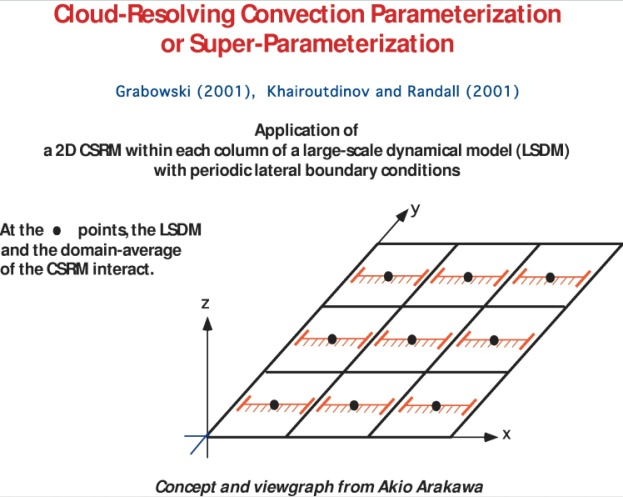 Cloud-Resolving Convection Parameterization
or Super-Parameterization
Grabowski (2001), Khairoutdinov and Randall (2001)
Application of
a 2D CSRM within each column of a large-scale dynamical model (LSDM)
with periodic lateral boundary conditions
At the ● points, the LSDM
and the domain-average
of the CSRM interact.
y
z
x
Concept and viewgraph from Akio Arakawa